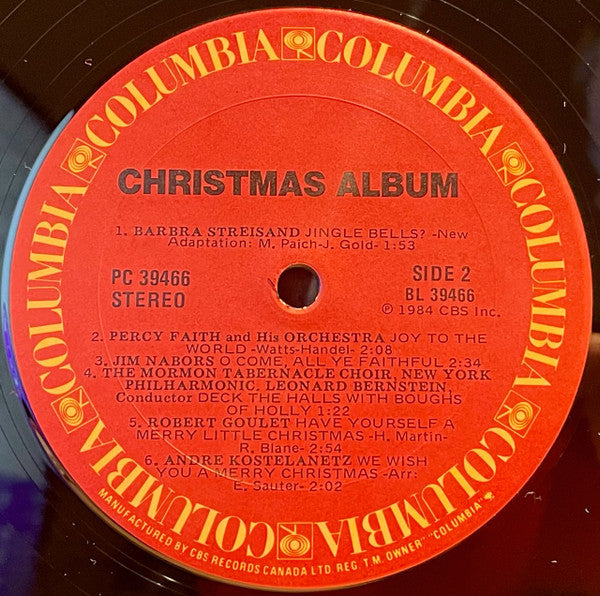 COLUMBIA COLUMBIA COLUMBIA COLUMBIA COLUMBIA COLUMBIA
CHRISTMAS ALBUM
1. BARBRA STREISAND JINGLE BELLS? -New
Adaptation: M. Paich-J. Gold- 1:53
PC 39466
STEREO
SIDE 2
BL 39466
℗ 1984 CBS Inc.
2. PERCY FAITH and His ORCHESTRA JOY TO THE
WORLD -Watts-Handel- 2:08
3. JIM NABORS O COME, ALL YE FAITHFUL 2:34
4. THE MORMON TABERNACLE CHOIR, NEW YORK
PHILHARMONIC, LEONARD BERNSTEIN,
Conductor DECK THE HALLS WITH BOUGHS
OF HOLLY 1:22
5. ROBERT GOULET HAVE YOURSELF A
MERRY LITTLE CHRISTMAS -H. Martin-
R. Blane- 2:54
6. ANDRE KOSTELANETZ WE WISH
YOU A MERRY CHRISTMAS -Arr:
E. Sauter- 2:02
MANUFACTURED BY CBS RECORDS CANADA LTD. REG. T.M. OWNER "COLUMBIA"